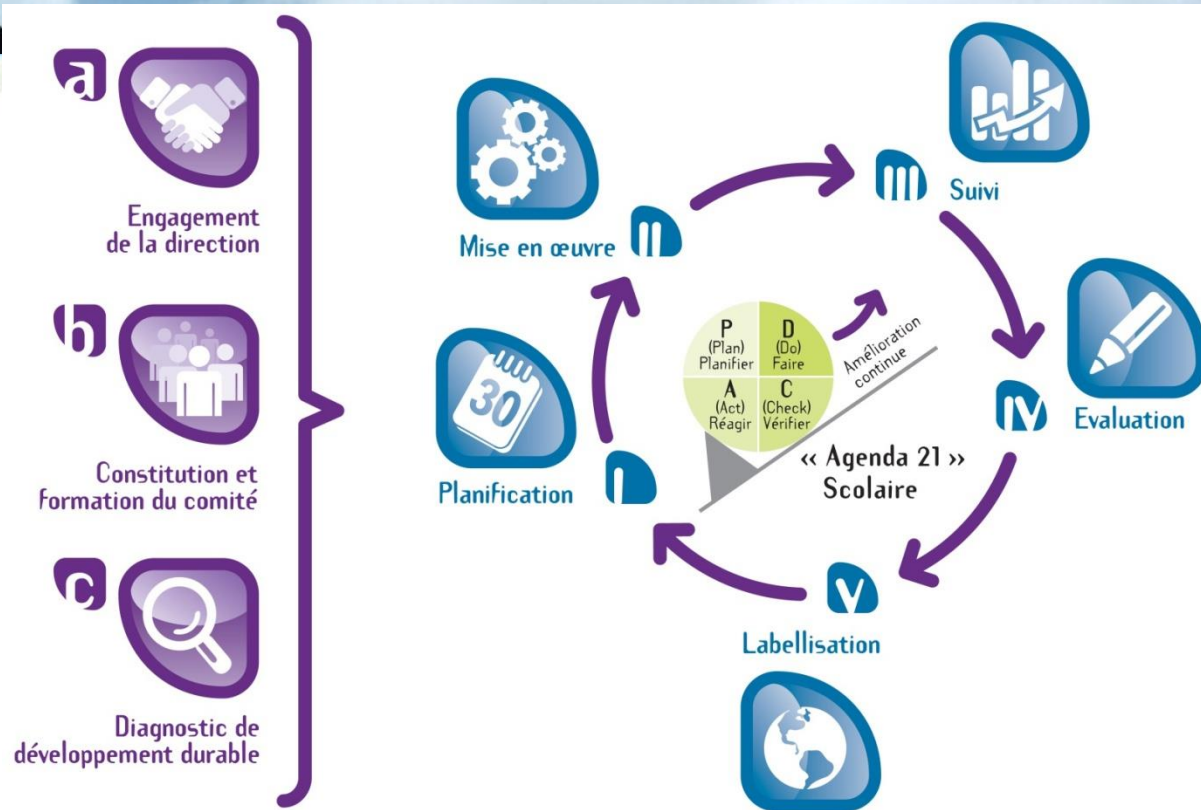 a
Engagement
de la direction
b
Constitution et
formation du comité
c
Diagnostic de
développement durable
I
Planification
30
II
Mise en œuvre
III
Suivi
IV
Evaluation
V
Labellisation
P
(Plan)
Planifier
D
(Do)
Faire
A
(Act)
Réagir
C
(Check)
Vérifier
Amélioration
continue
« Agenda 21 »
Scolaire